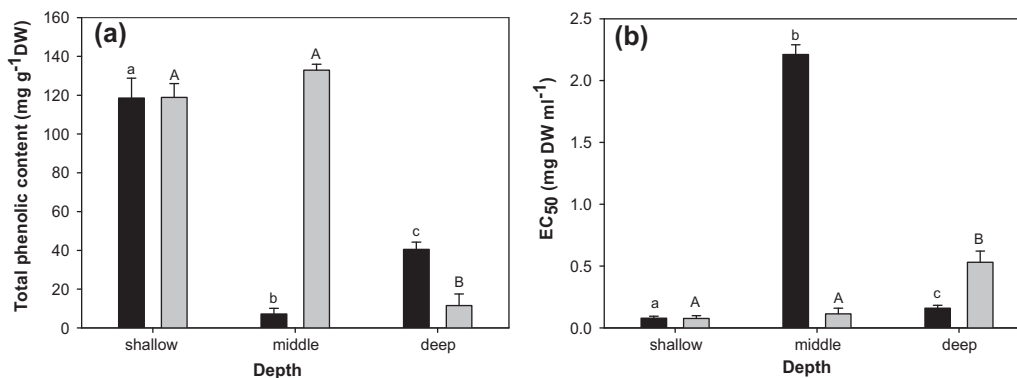 (a)
Total phenolic content (mg g⁻¹DW)
160
140
120
100
80
60
40
20
0
a
A
b
A
c
B
shallow
middle
deep
Depth
(b)
EC₅₀ (mg DW ml⁻¹)
2.5
2.0
1.5
1.0
0.5
0.0
a
A
b
A
c
B
shallow
middle
deep
Depth